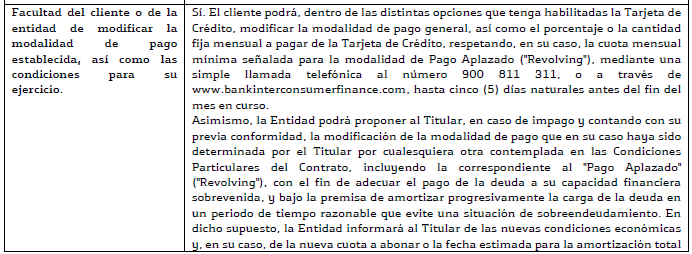 Facultad del cliente o de la
entidad de modificar la
modalidad de pago
establecida, así como las
condiciones para su
ejercicio.
Sí. El cliente podrá, dentro de las distintas opciones que tenga habilitadas la Tarjeta de
Crédito, modificar la modalidad de pago general, así como el porcentaje o la cantidad
fija mensual a pagar de la Tarjeta de Crédito, respetando, en su caso, la cuota mensual
mínima señalada para la modalidad de Pago Aplazado ("Revolving"), mediante una
simple llamada telefónica al número 900 811 311, o a través de
www.bankinterconsumerfinance.com, hasta cinco (5) días naturales antes del fin del
mes en curso.
Asimismo, la Entidad podrá proponer al Titular, en caso de impago y contando con su
previa conformidad, la modificación de la modalidad de pago que en su caso haya sido
determinada por el Titular por cualesquiera otra contemplada en las Condiciones
Particulares del Contrato, incluyendo la correspondiente al "Pago Aplazado"
("Revolving"), con el fin de adecuar el pago de la deuda a su capacidad financiera
sobrevenida, y bajo la premisa de amortizar progresivamente la carga de la deuda en
un periodo de tiempo razonable que evite una situación de sobreendeudamiento. En
dicho supuesto, la Entidad informará al Titular de las nuevas condiciones económicas
y, en su caso, de la nueva cuota a abonar o la fecha estimada para la amortización total